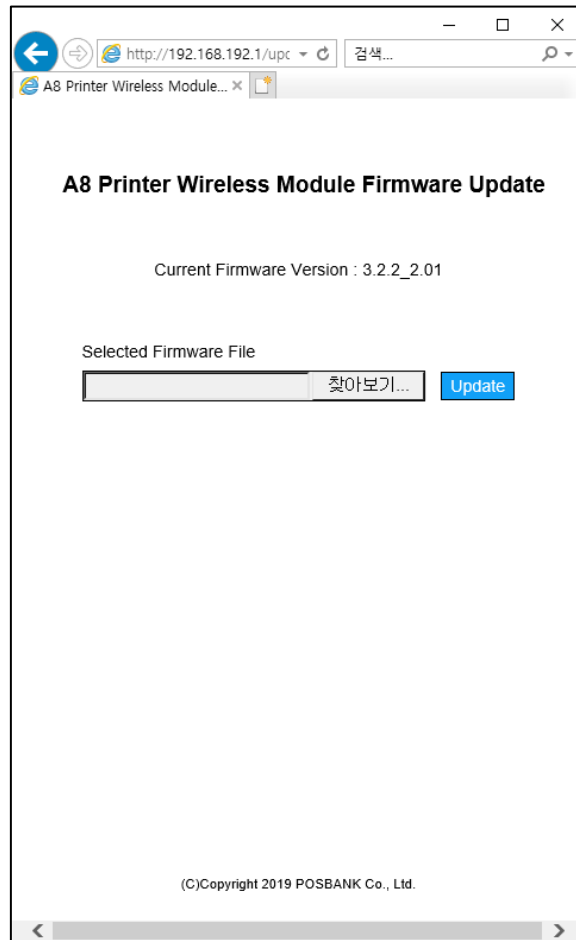 http://192.168.192.1/upc
검색...
A8 Printer Wireless Module...
A8 Printer Wireless Module Firmware Update
Current Firmware Version : 3.2.2_2.01
Selected Firmware File
찾아보기... Update
(C)Copyright 2019 POSBANK Co., Ltd.